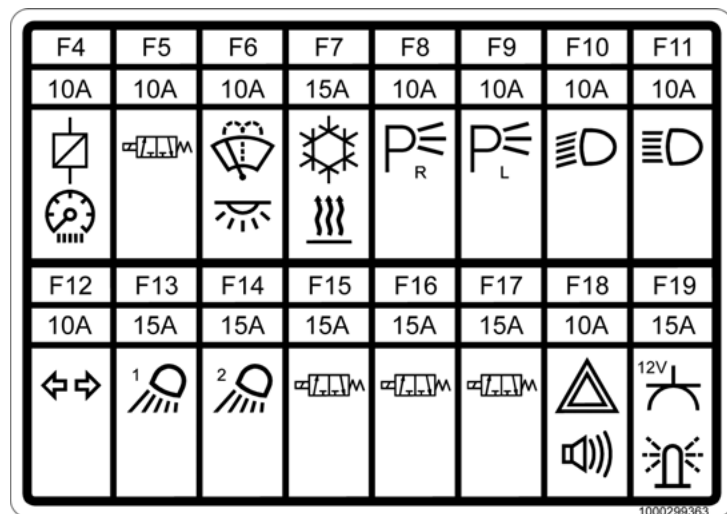 F4 F5 F6 F7 F8 F9 F10 F11
10A 10A 10A 15A 10A 10A 10A 10A
R L
F12 F13 F14 F15 F16 F17 F18 F19
10A 15A 15A 15A 15A 15A 10A 15A
1 2 12V
1000299363